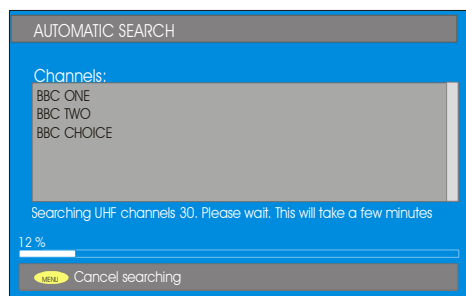 AUTOMATIC SEARCH
Channels:
BBC ONE
BBC TWO
BBC CHOICE
Searching UHF channels 30. Please wait. This will take a few minutes
12 %
MENU Cancel searching